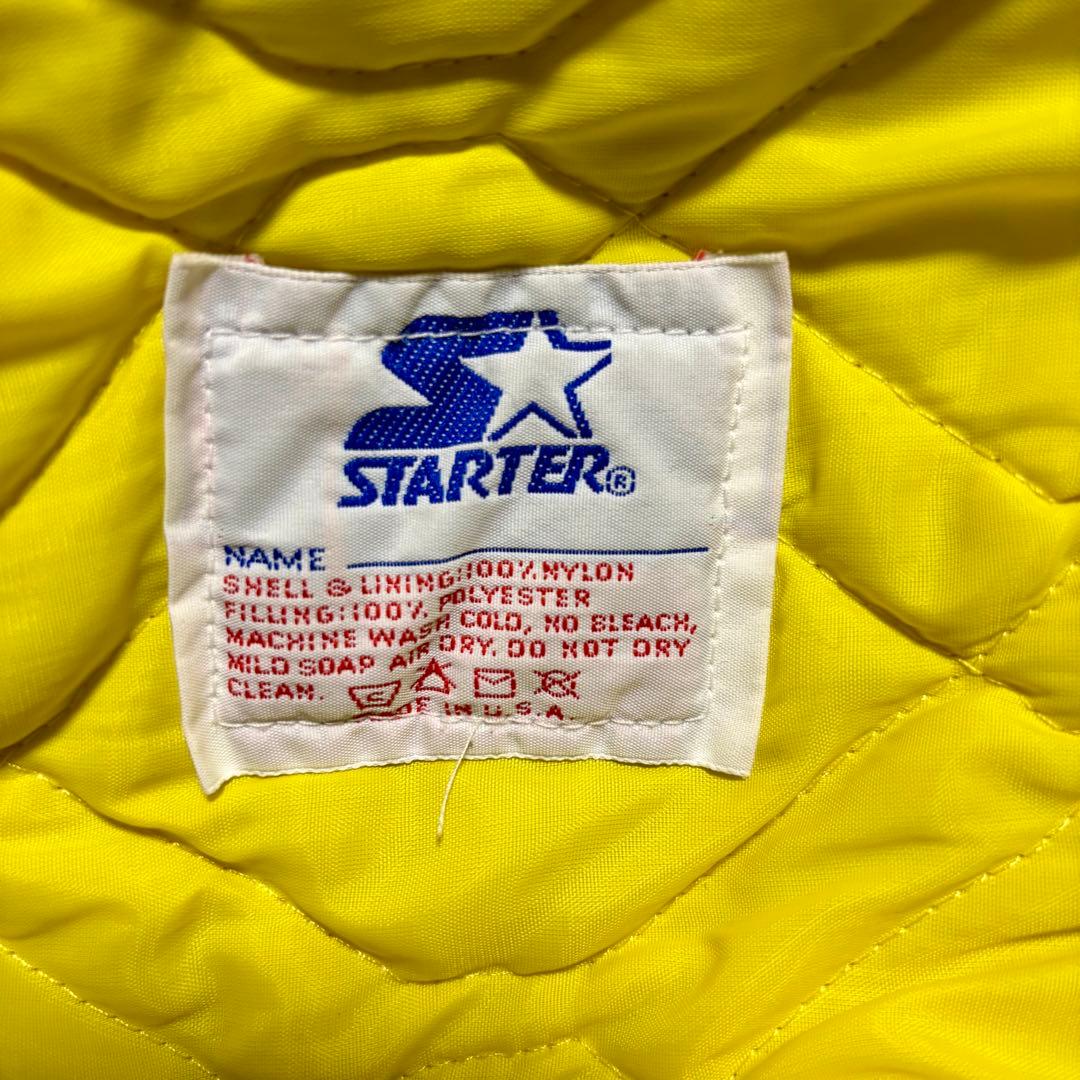 STARTER®
NAME
SHELL & LINING:100% NYLON
FILLING:100% POLYESTER
MACHINE WASH COLD, NO BLEACH,
MILD SOAP AIR DRY. DO NOT DRY
CLEAN.
IN U.S.A.